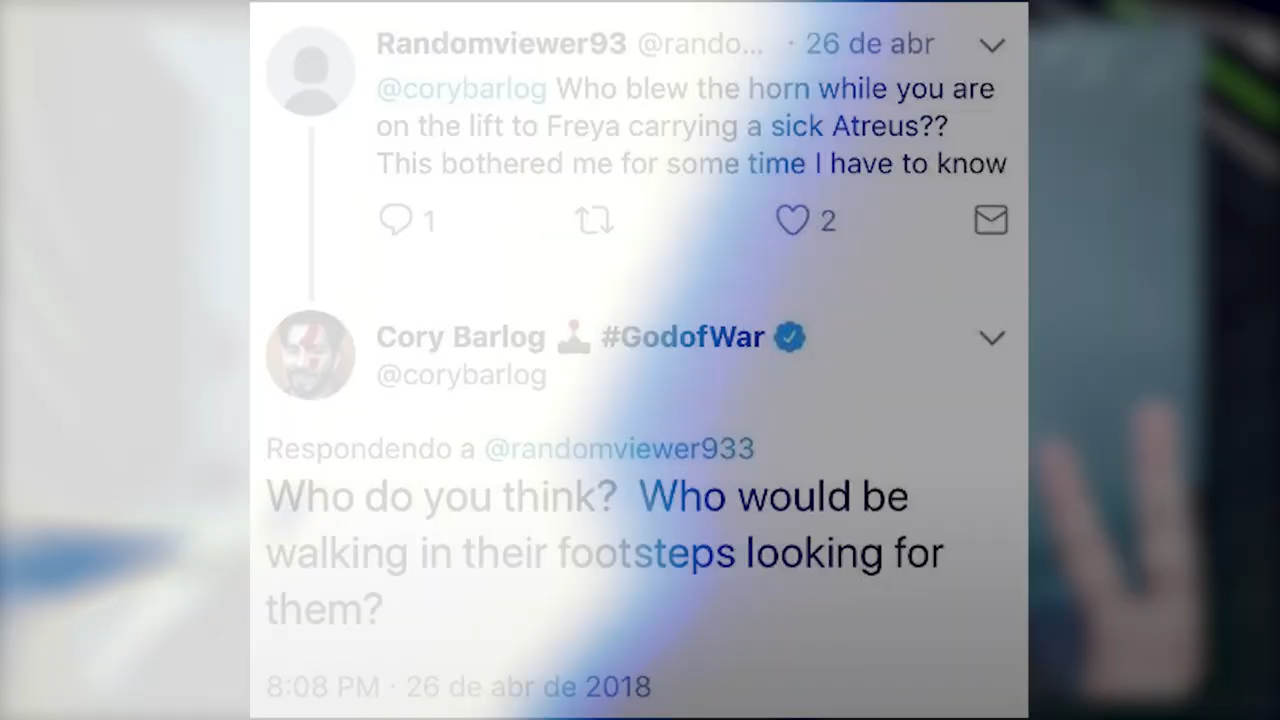 Randomviewer93 @rando... · 26 de abr
@corybarlog Who blew the horn while you are
on the lift to Freya carrying a sick Atreus??
This bothered me for some time I have to know
1 2
Cory Barlog 🕹 #GodofWar
@corybarlog
Respondendo a @randomviewer933
Who do you think?  Who would be
walking in their footsteps looking for
them?
8:08 PM · 26 de abr de 2018